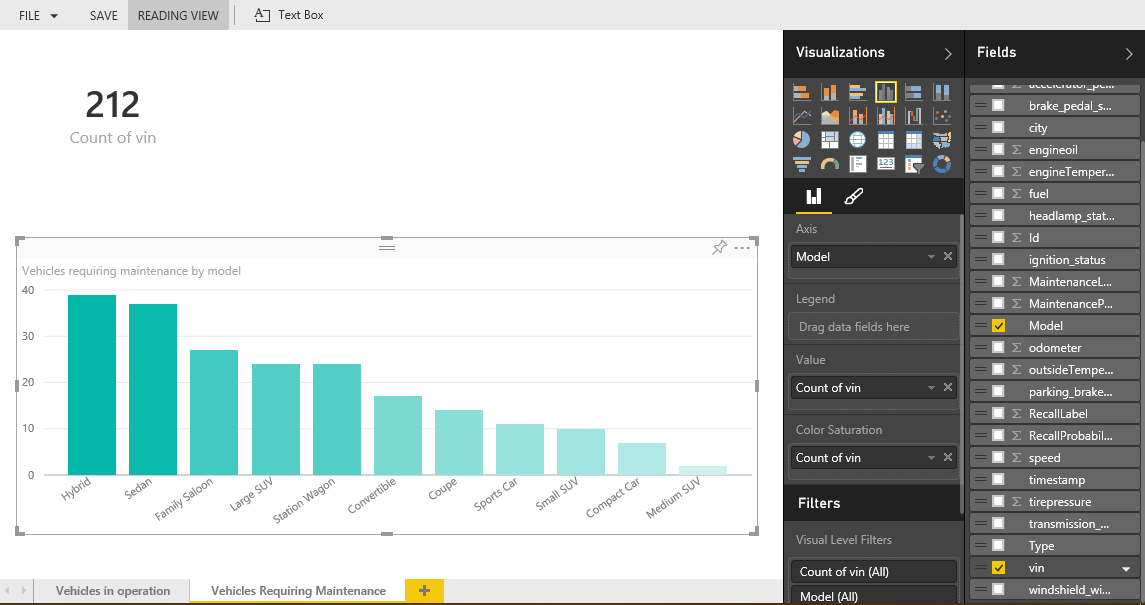 FILE SAVE READING VIEW Text Box
212
Count of vin
Vehicles requiring maintenance by model
40
30
20
10
0
Hybrid
Sedan
Family Saloon
Large SUV
Station Wagon
Convertible
Coupe
Sports Car
Small SUV
Compact Car
Medium SUV
Vehicles in operation
Vehicles Requiring Maintenance
+
Visualizations
123
Axis
Model
Legend
Drag data fields here
Value
Count of vin
Color Saturation
Count of vin
Filters
Visual Level Filters
Count of vin (All)
Model (All)
Fields
accelerator_pe...
brake_pedal_s...
city
Σ engineoil
Σ engineTemper...
Σ fuel
headlamp_stat...
Σ Id
ignition_status
Σ MaintenanceL...
Σ MaintenanceP...
Model
Σ odometer
Σ outsideTempe...
parking_brake...
Σ RecallLabel
Σ RecallProbabil...
Σ speed
timestamp
Σ tirepressure
transmission_...
Type
vin
windshield_wi...